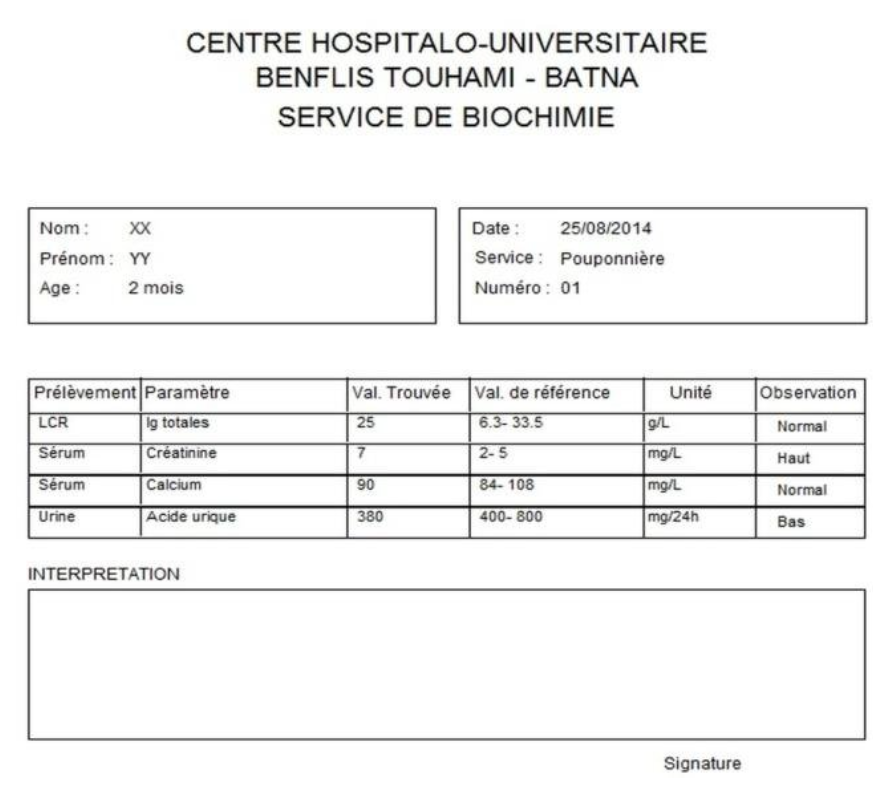 CENTRE HOSPITALO-UNIVERSITAIRE
BENFLIS TOUHAMI - BATNA
SERVICE DE BIOCHIMIE
Nom : XX
Prénom : YY
Age : 2 mois
Date : 25/08/2014
Service : Pouponnière
Numéro : 01
Prélèvement Paramètre Val. Trouvée Val. de référence Unité Observation
LCR Ig totales 25 6.3- 33.5 g/L Normal
Sérum Créatinine 7 2- 5 mg/L Haut
Sérum Calcium 90 84- 108 mg/L Normal
Urine Acide urique 380 400- 800 mg/24h Bas
INTERPRETATION
Signature